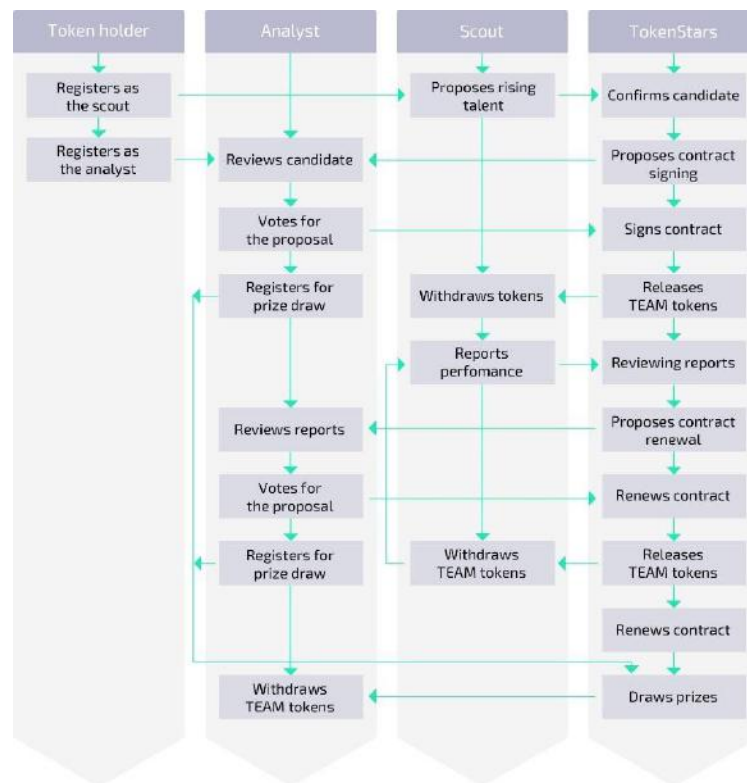 Token holder
Analyst
Scout
TokenStars
Registers as
the scout
Proposes rising
talent
Confirms candidate
Registers as
the analyst
Reviews candidate
Proposes contract
signing
Votes for
the proposal
Signs contract
Registers for
prize draw
Withdraws tokens
Releases
TEAM tokens
Reports
perfomance
Reviewing reports
Reviews reports
Proposes contract
renewal
Votes for
the proposal
Renews contract
Registers for
prize draw
Withdraws
TEAM tokens
Releases
TEAM tokens
Renews contract
Withdraws
TEAM tokens
Draws prizes